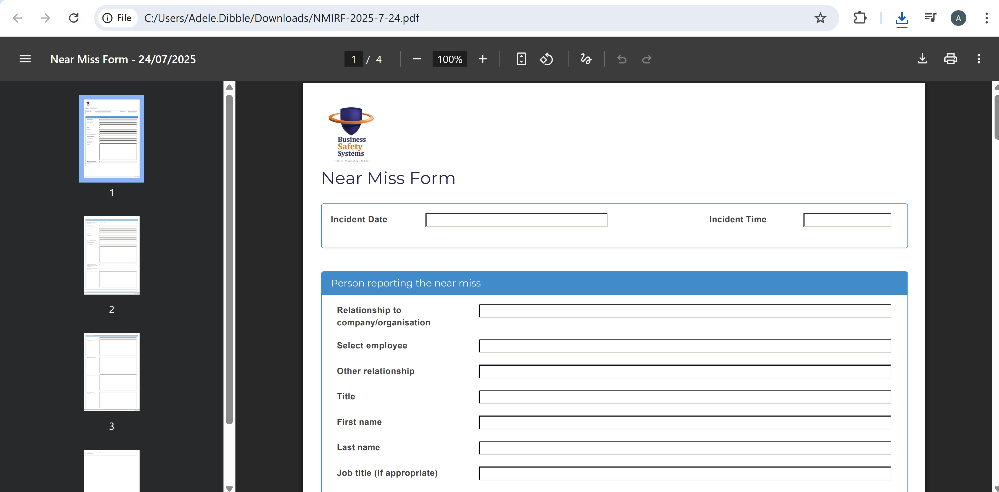 File C:/Users/Adele.Dibble/Downloads/NMIRF-2025-7-24.pdf
A
Near Miss Form - 24/07/2025
1 / 4
100%
1
2
3
Business
Safety
Systems
RISK MANAGEMENT
Near Miss Form
Incident Date
Incident Time
Person reporting the near miss
Relationship to
company/organisation
Select employee
Other relationship
Title
First name
Last name
Job title (if appropriate)